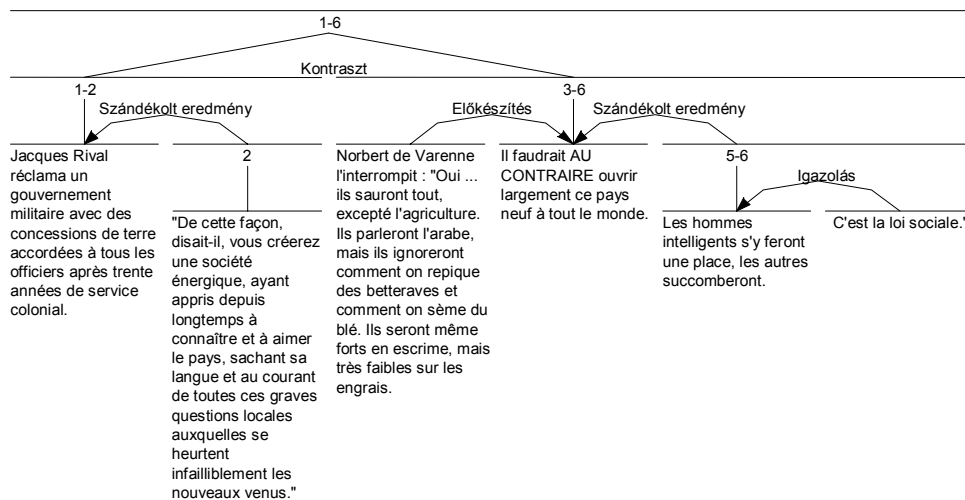 1-6
Kontraszt
1-2
3-6
Szándékolt eredmény
Előkészítés
Szándékolt eredmény
Jacques Rival
réclama un
gouvernement
militaire avec des
concessions de terre
accordées à tous les
officiers après trente
années de service
colonial.
2
"De cette façon,
disait-il, vous créerez
une société
énergique, ayant
appris depuis
longtemps à
connaître et à aimer
le pays, sachant sa
langue et au courant
de toutes ces graves
questions locales
auxquelles se
heurtent
infailliblement les
nouveaux venus."
Norbert de Varenne
l'interrompit : "Oui ...
ils sauront tout,
excepté l'agriculture.
Ils parleront l'arabe,
mais ils ignoreront
comment on repique
des betteraves et
comment on sème du
blé. Ils seront même
forts en escrime, mais
très faibles sur les
engrais.
Il faudrait AU
CONTRAIRE ouvrir
largement ce pays
neuf à tout le monde.
5-6
Igazolás
Les hommes
intelligents s'y feront
une place, les autres
succomberont.
C'est la loi sociale."